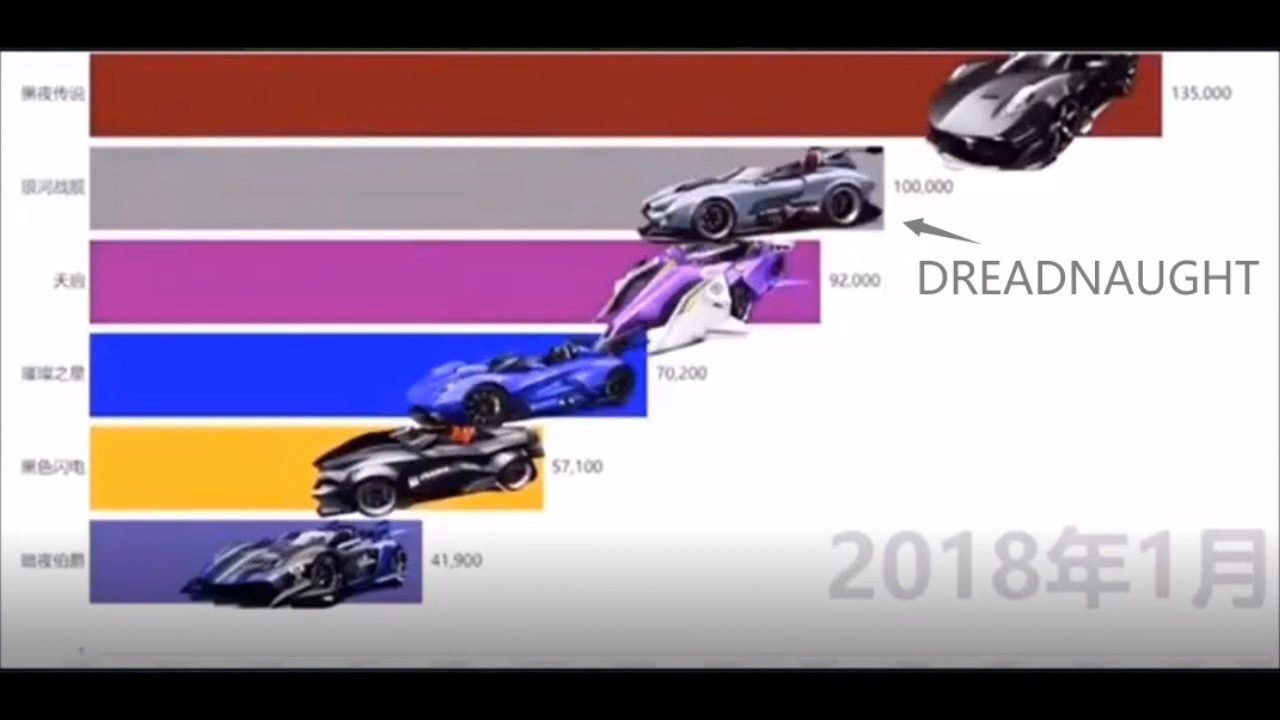 黑夜传说
135,000
银河战舰
100,000
DREADNAUGHT
天启
92,000
璀璨之星
70,200
黑色闪电
57,100
暗夜伯爵
41,900
2018年1月